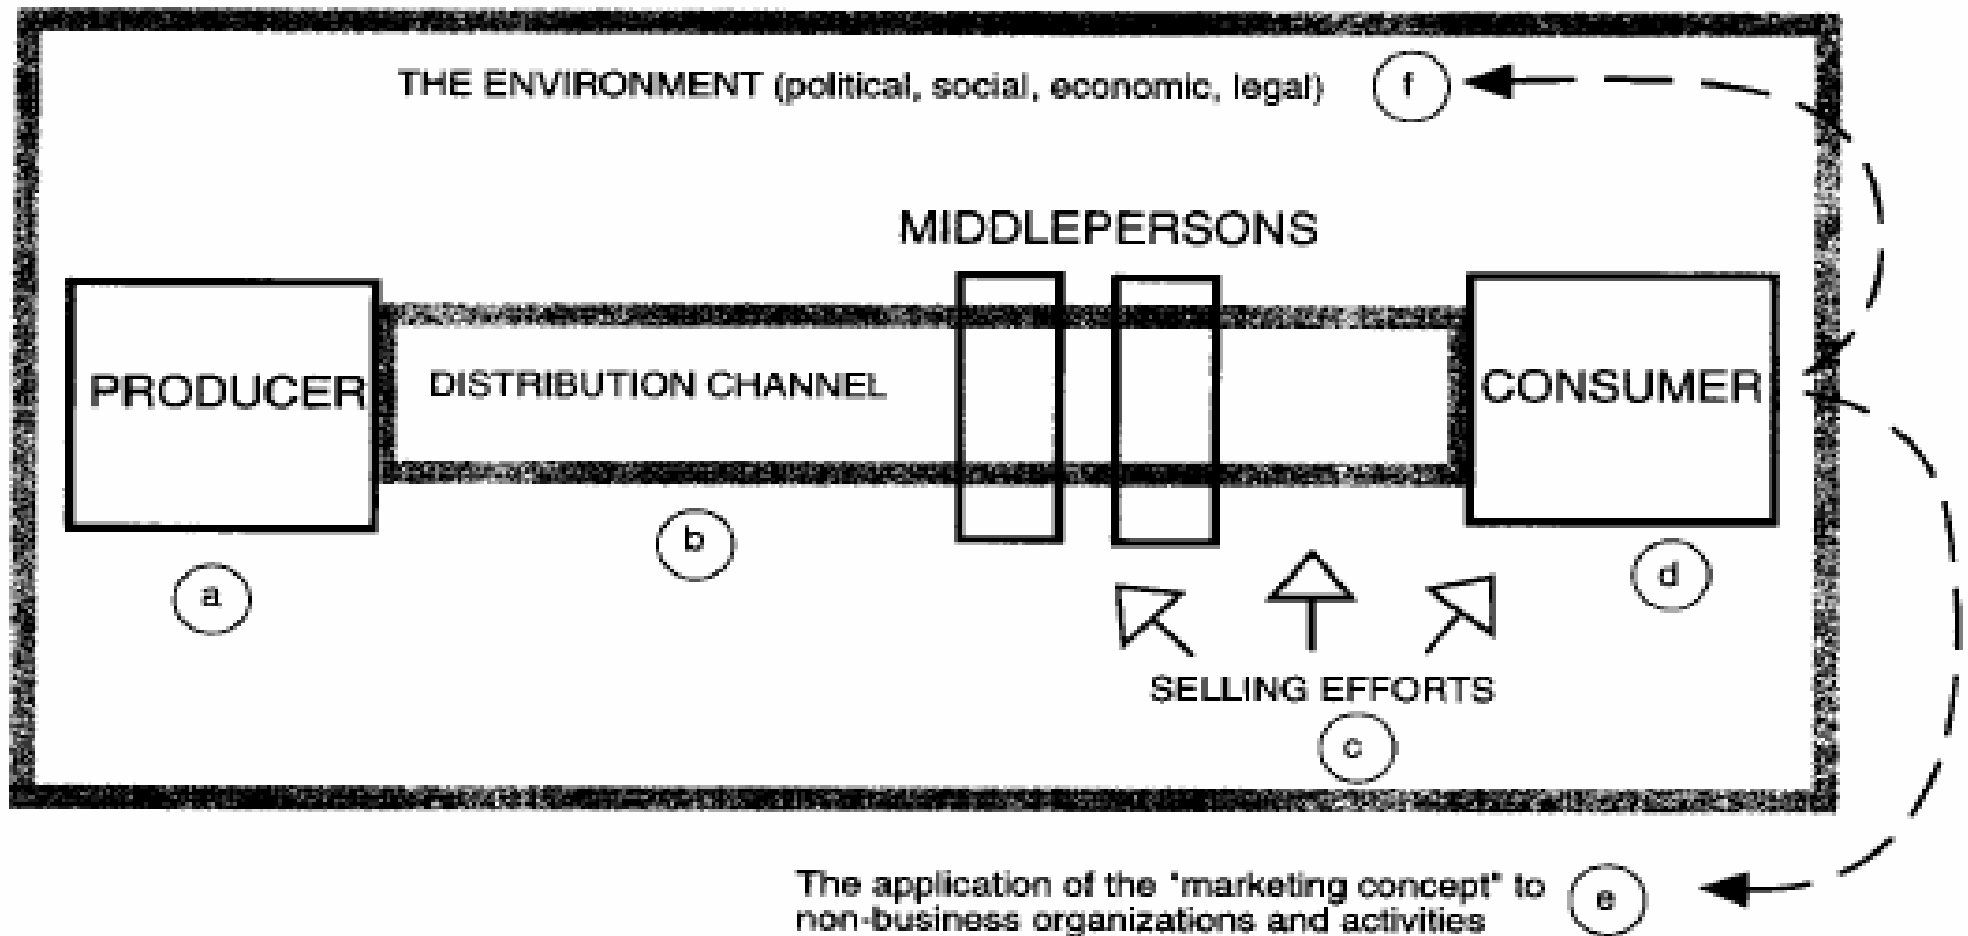 THE ENVIRONMENT (political, social, economic, legal) f
MIDDLEPERSONS
PRODUCER DISTRIBUTION CHANNEL CONSUMER
a
b
d
SELLING EFFORTS
c
The application of the "marketing concept" to
non-business organizations and activities
e